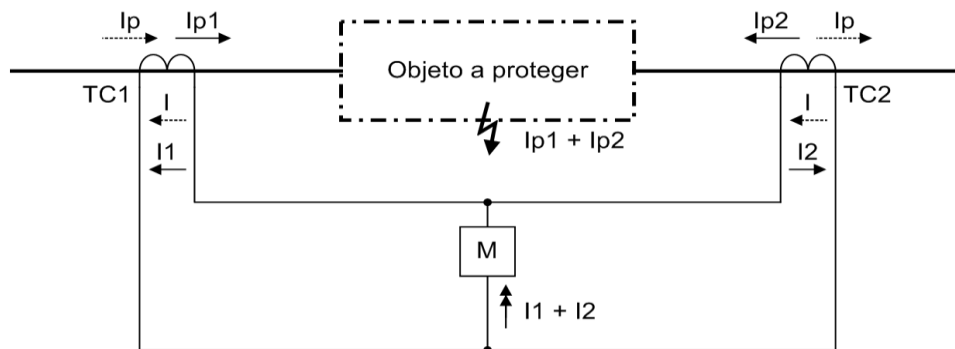 Ip Ip1 Ip2 Ip
Objeto a proteger
TC1 TC2
I I
Ip1 + Ip2
I1 I2
M
I1 + I2